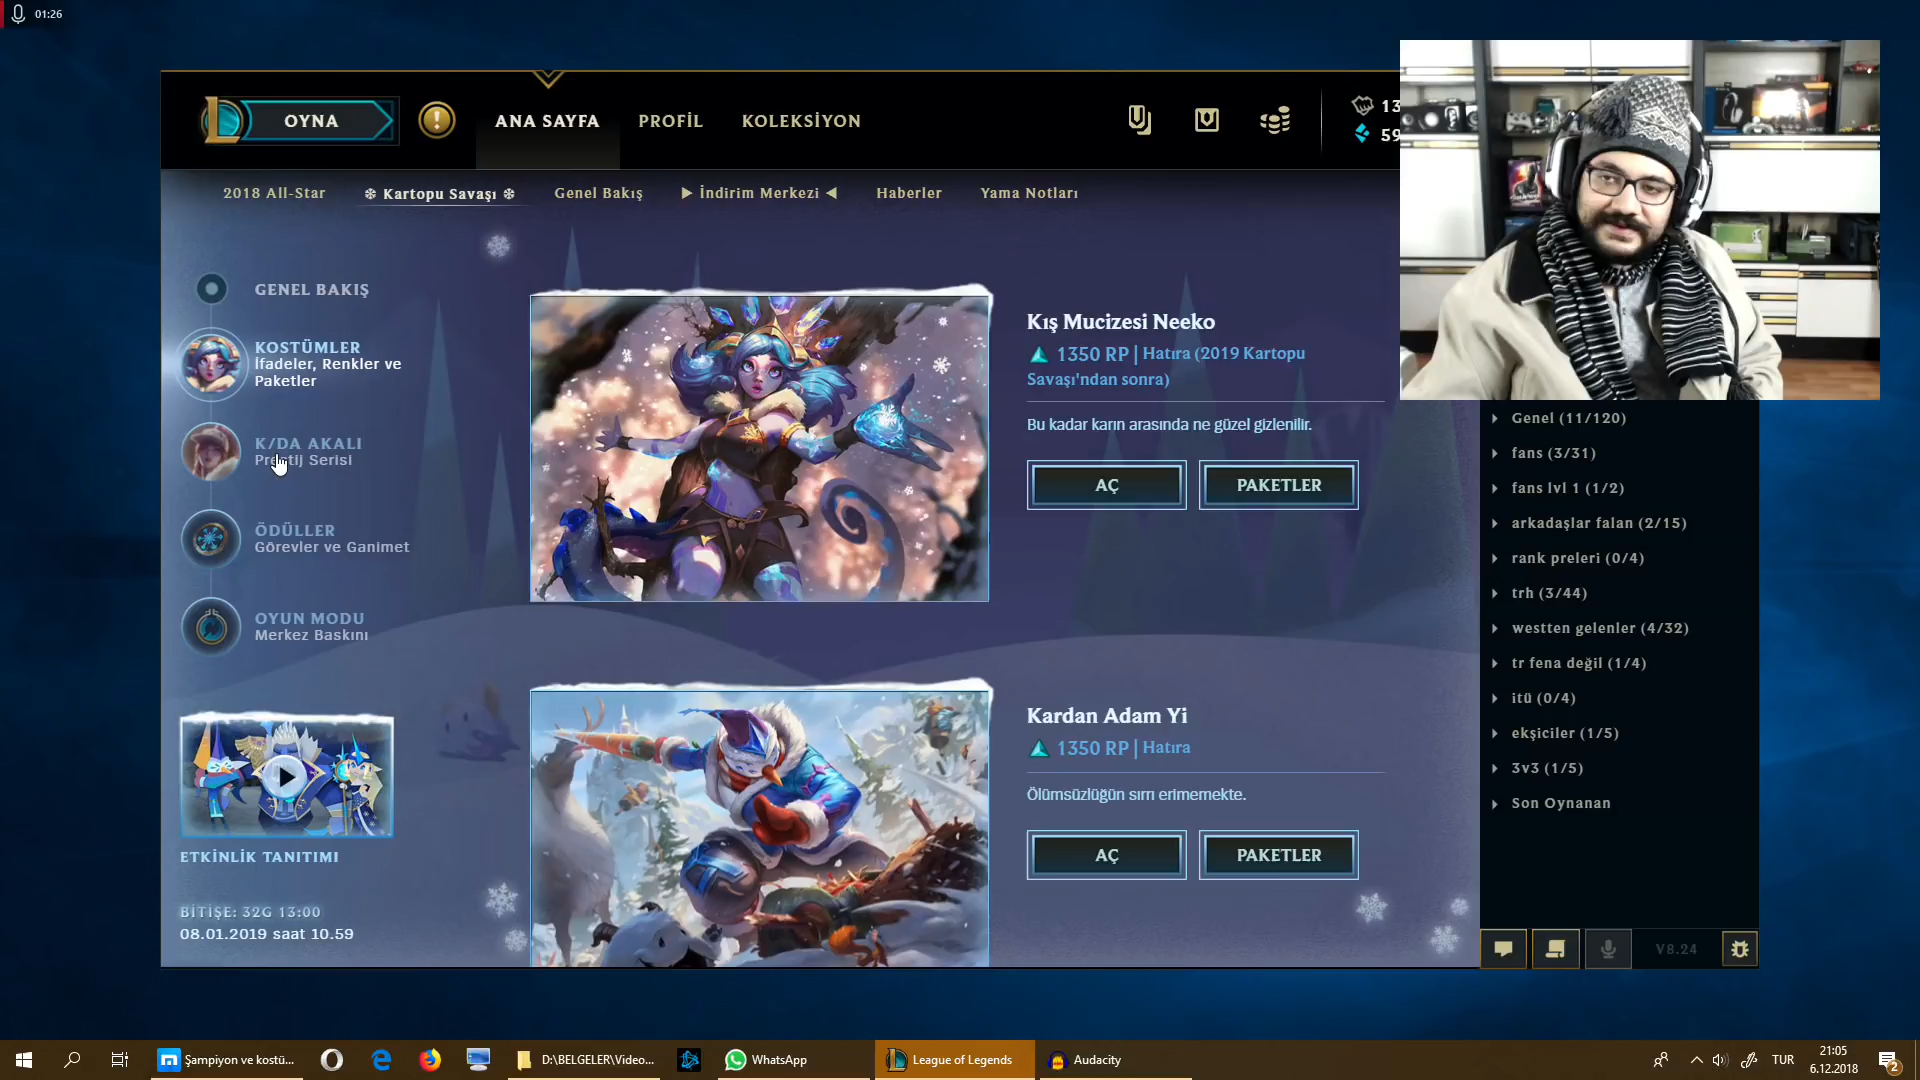 01:26
OYNA
ANA SAYFA
PROFİL
KOLEKSİYON
13
59
2018 All-Star
Kartopu Savaşı
Genel Bakış
İndirim Merkezi
Haberler
Yama Notları
GENEL BAKIŞ
KOSTÜMLER
İfadeler, Renkler ve
Paketler
K/DA AKALI
Prestij Serisi
ÖDÜLLER
Görevler ve Ganimet
OYUN MODU
Merkez Baskını
ETKİNLİK TANITIMI
BİTİŞE: 32G 13:00
08.01.2019 saat 10.59
Kış Mucizesi Neeko
1350 RP | Hatıra (2019 Kartopu
Savaşı'ndan sonra)
Bu kadar karın arasında ne güzel gizlenilir.
AÇ
PAKETLER
Kardan Adam Yi
1350 RP | Hatıra
Ölümsüzlüğün sırrı erimemekte.
AÇ
PAKETLER
Genel (11/120)
fans (3/31)
fans lvl 1 (1/2)
arkadaşlar falan (2/15)
rank preleri (0/4)
trh (3/44)
westten gelenler (4/32)
tr fena değil (1/4)
itü (0/4)
ekşiciler (1/5)
3v3 (1/5)
Son Oynanan
V8.24
Şampiyon ve kostü...
D:\BELGELER\Video...
WhatsApp
League of Legends
Audacity
TUR
21:05
6.12.2018
2